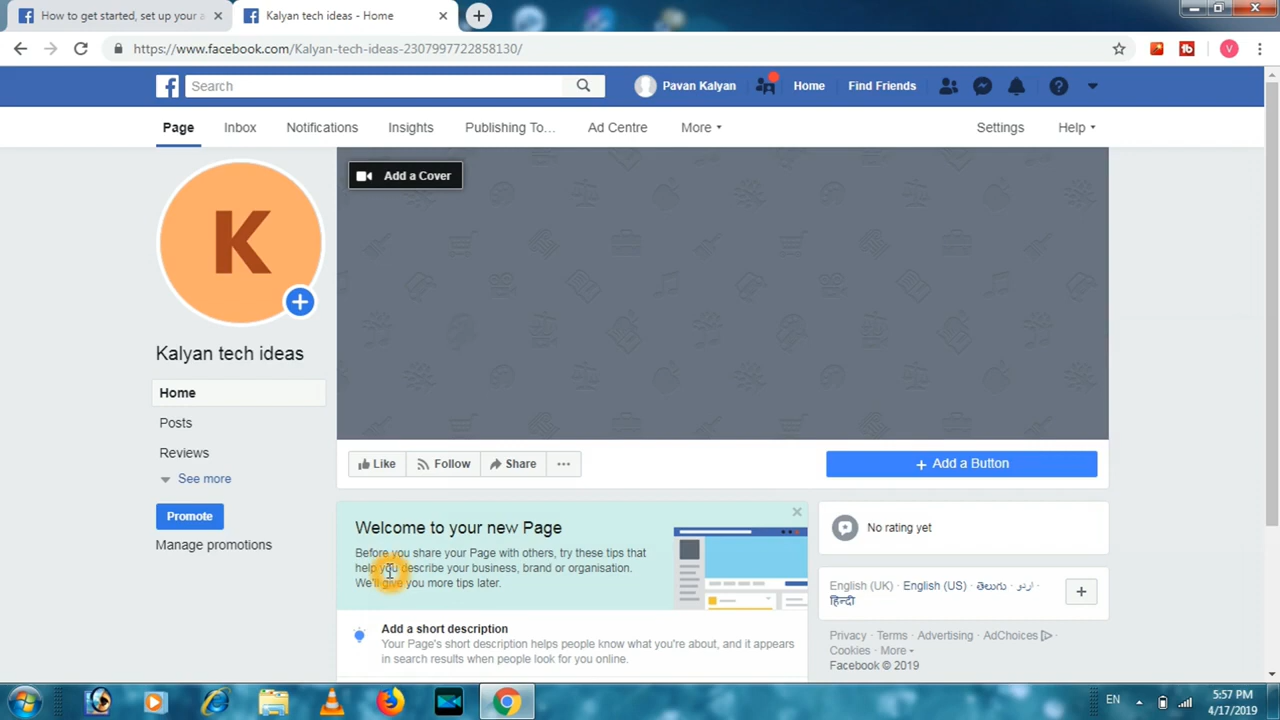 How to get started, set up your a
Kalyan tech ideas - Home
https://www.facebook.com/Kalyan-tech-ideas-2307997722858130/
V
Search
Pavan Kalyan
Home
Find Friends
Page
Inbox
Notifications
Insights
Publishing To...
Ad Centre
More
Settings
Help
Add a Cover
K
Kalyan tech ideas
Home
Posts
Reviews
See more
Promote
Manage promotions
Like
Follow
Share
Add a Button
Welcome to your new Page
Before you share your Page with others, try these tips that
help you describe your business, brand or organisation.
We'll give you more tips later.
Add a short description
Your Page's short description helps people know what you're about, and it appears
in search results when people look for you online.
No rating yet
English (UK) · English (US) · తెలుగు · اردو ·
हिन्दी
Privacy · Terms · Advertising · AdChoices ·
Cookies · More
Facebook © 2019
EN
5:57 PM
4/17/2019